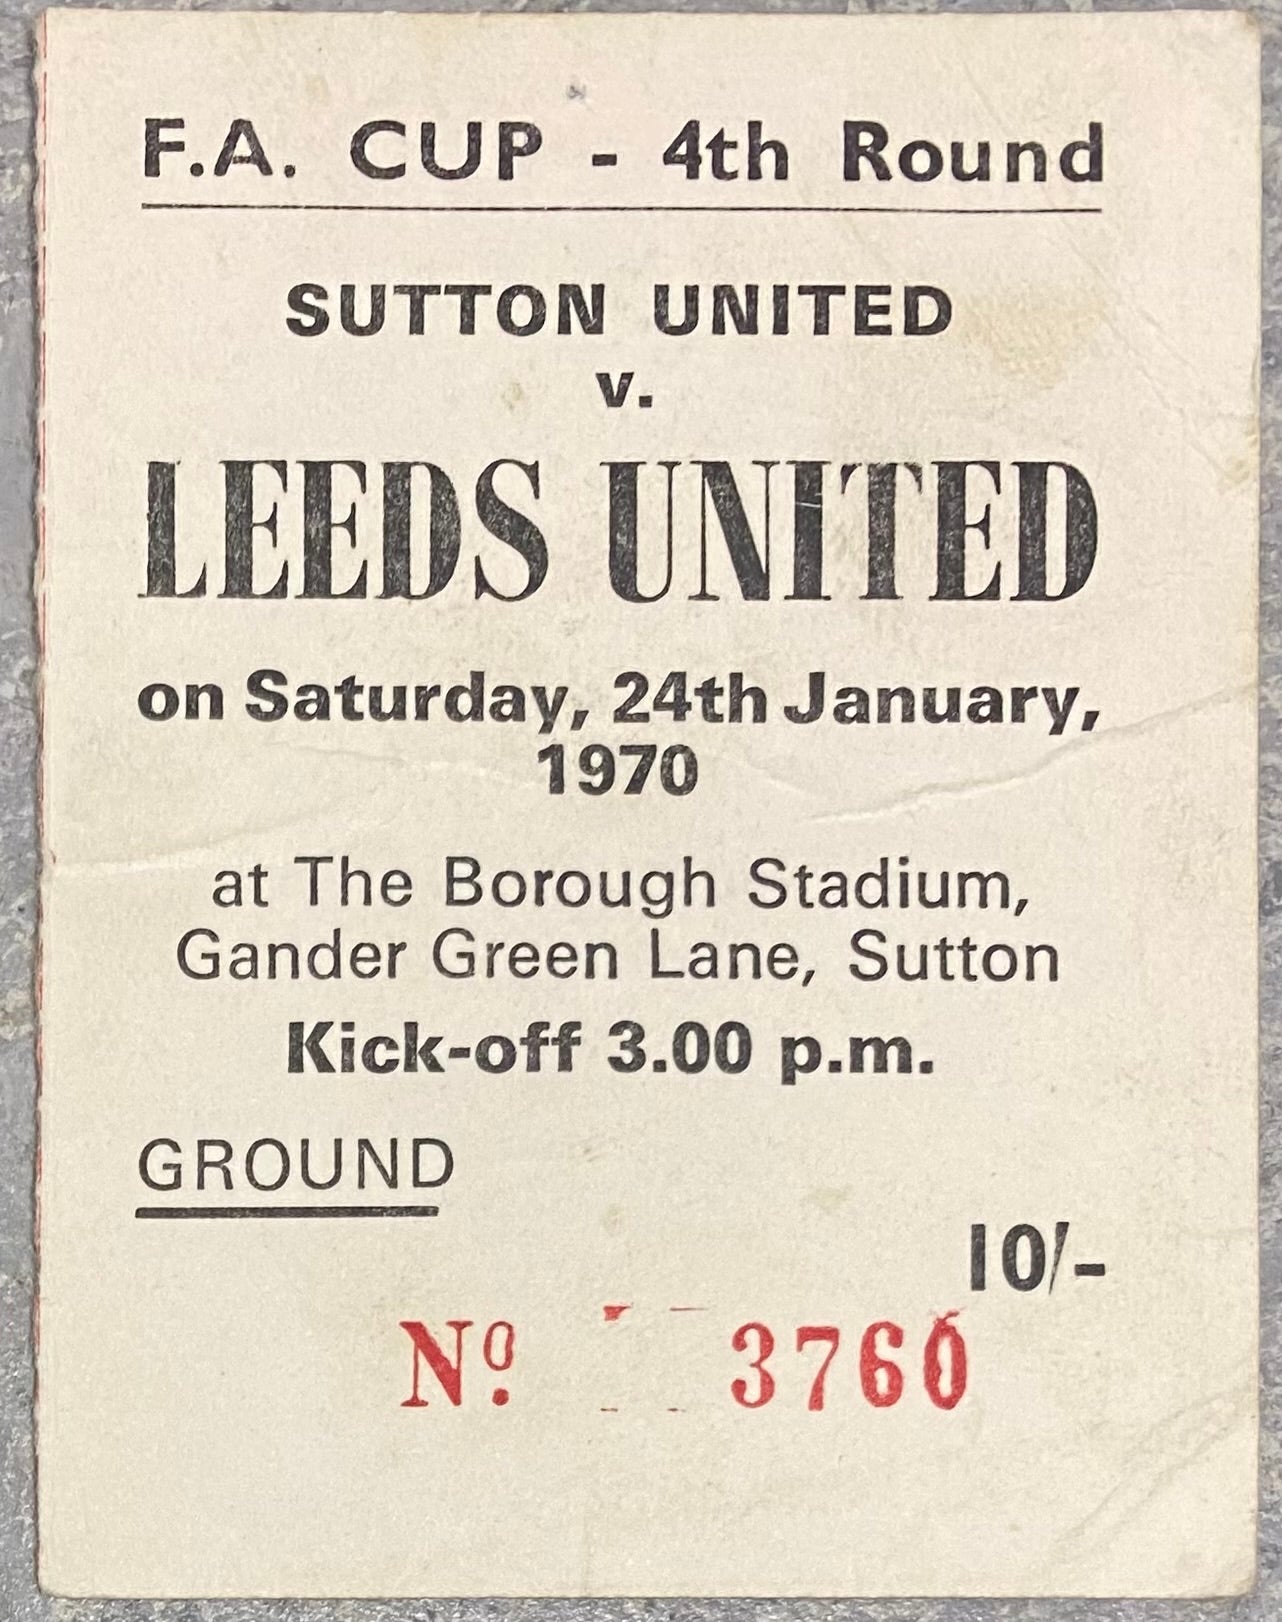 F.A. CUP - 4th Round
SUTTON UNITED
v.
LEEDS UNITED
on Saturday, 24th January,
1970
at The Borough Stadium,
Gander Green Lane, Sutton
Kick-off 3.00 p.m.
GROUND
10/-
No. 3760